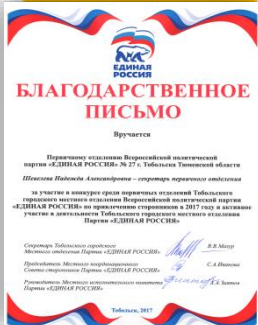 ЕДИНАЯ
РОССИЯ
БЛАГОДАРСТВЕННОЕ
ПИСЬМО
Вручается
Первичному отделению Всероссийской политической
партии «ЕДИНАЯ РОССИЯ» № 27 г. Тобольска Тюменской области
Шевелева Надежда Александровна – секретарь первичного отделения
за участие в конкурсе среди первичных отделений Тобольского
городского местного отделения Всероссийской политической партии
«ЕДИНАЯ РОССИЯ» по привлечению сторонников в 2017 году и активное
участие в деятельности Тобольского городского местного отделения
Партии «ЕДИНАЯ РОССИЯ»
Секретарь Тобольского городского
Местного отделения Партии «ЕДИНАЯ РОССИЯ»
В.В Мазур
Председатель Местного координационного
Совета сторонников Партии «ЕДИНАЯ РОССИЯ»
С.А.Иванова
Руководитель Местного исполнительного комитета
Партии «ЕДИНАЯ РОССИЯ»
Тобольск, 2017